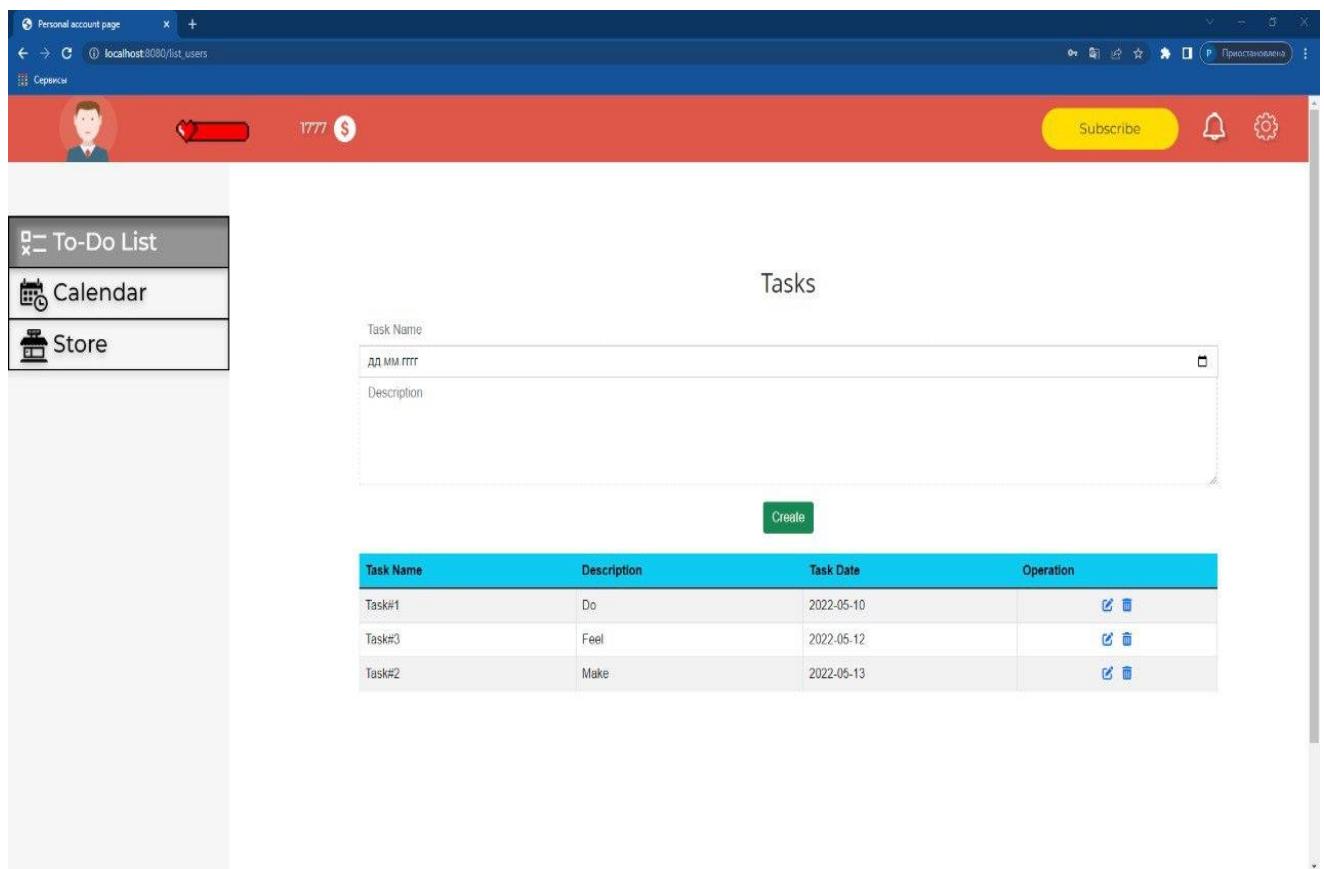 Personal account page
localhost:8080/list_users
Приостановлена
Сервисы
1777 $
Subscribe
To-Do List
Calendar
Store
Tasks
Task Name
дд.мм.гггг
Description
Create
Task Name Description Task Date Operation
Task#1 Do 2022-05-10
Task#3 Feel 2022-05-12
Task#2 Make 2022-05-13